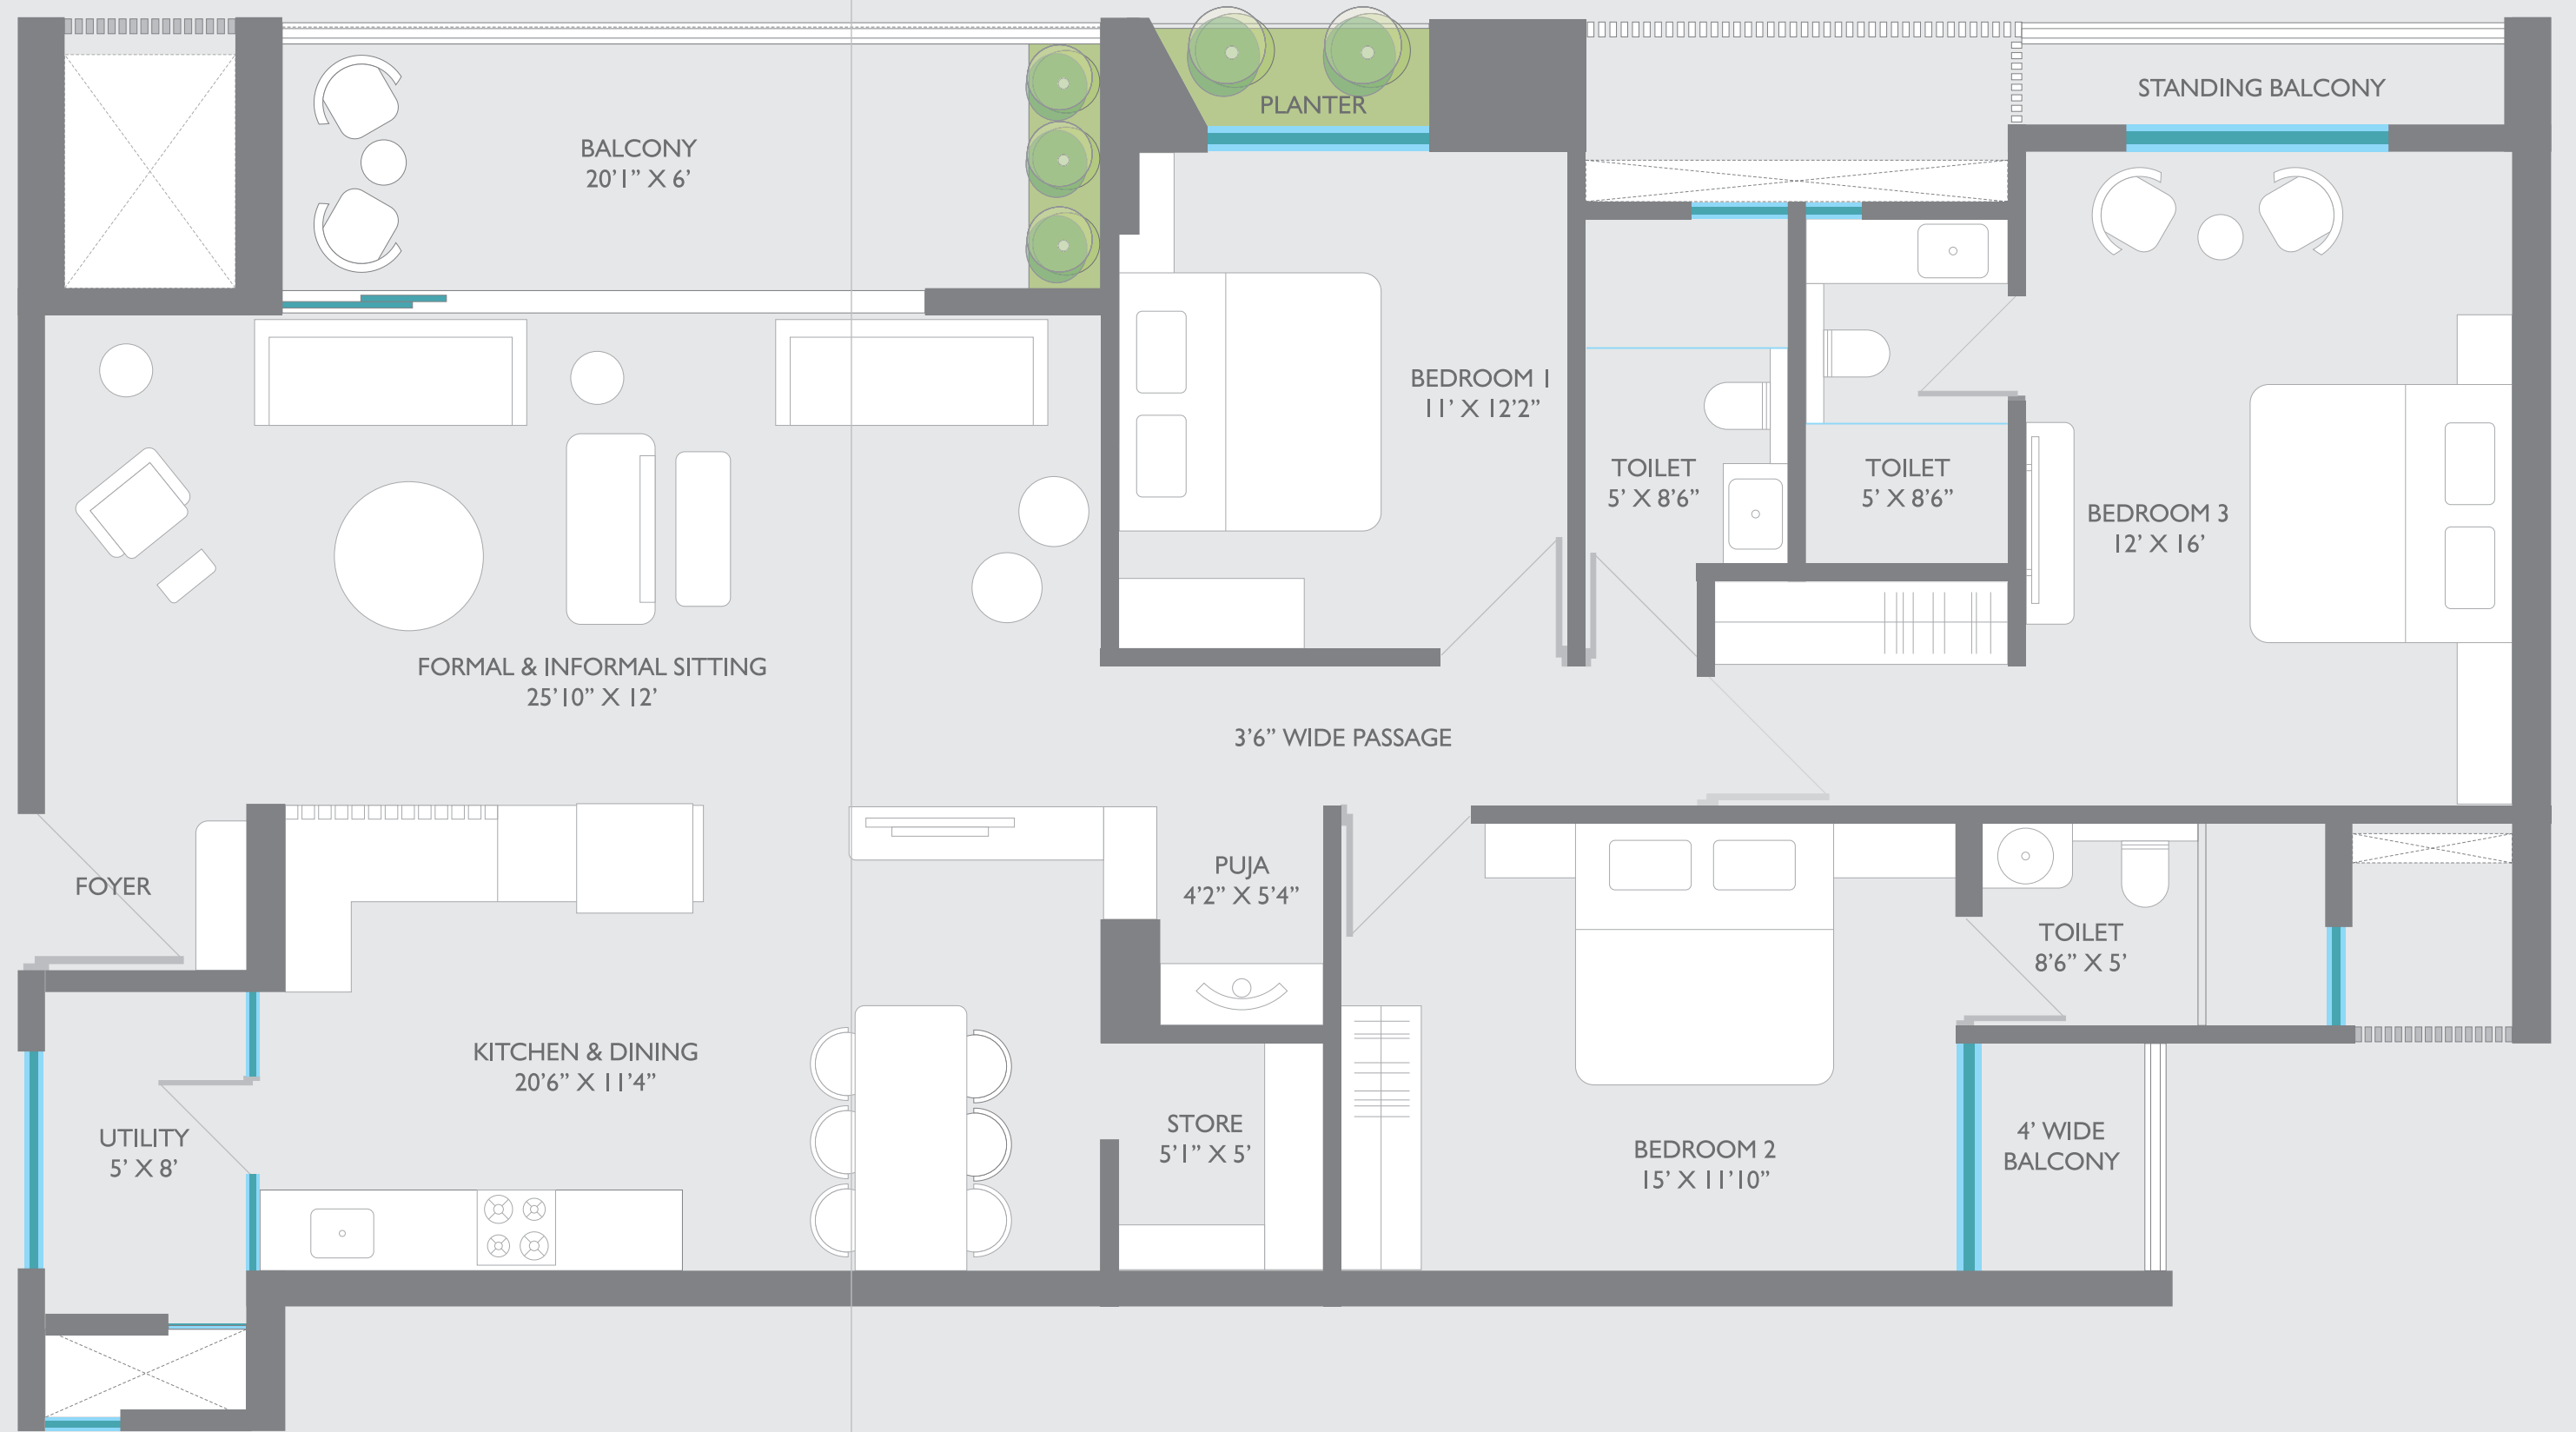 STANDING BALCONY
PLANTER
BALCONY
20’1” X 6’
BEDROOM 1
11’ X 12’2”
TOILET
5’ X 8’6”
TOILET
5’ X 8’6”
BEDROOM 3
12’ X 16’
FORMAL & INFORMAL SITTING
25’10” X 12’
3’6” WIDE PASSAGE
FOYER
PUJA
4’2” X 5’4”
TOILET
8’6” X 5’
KITCHEN & DINING
20’6” X 11’4”
UTILITY
5’ X 8’
STORE
5’1” X 5’
BEDROOM 2
15’ X 11’10”
4’ WIDE
BALCONY